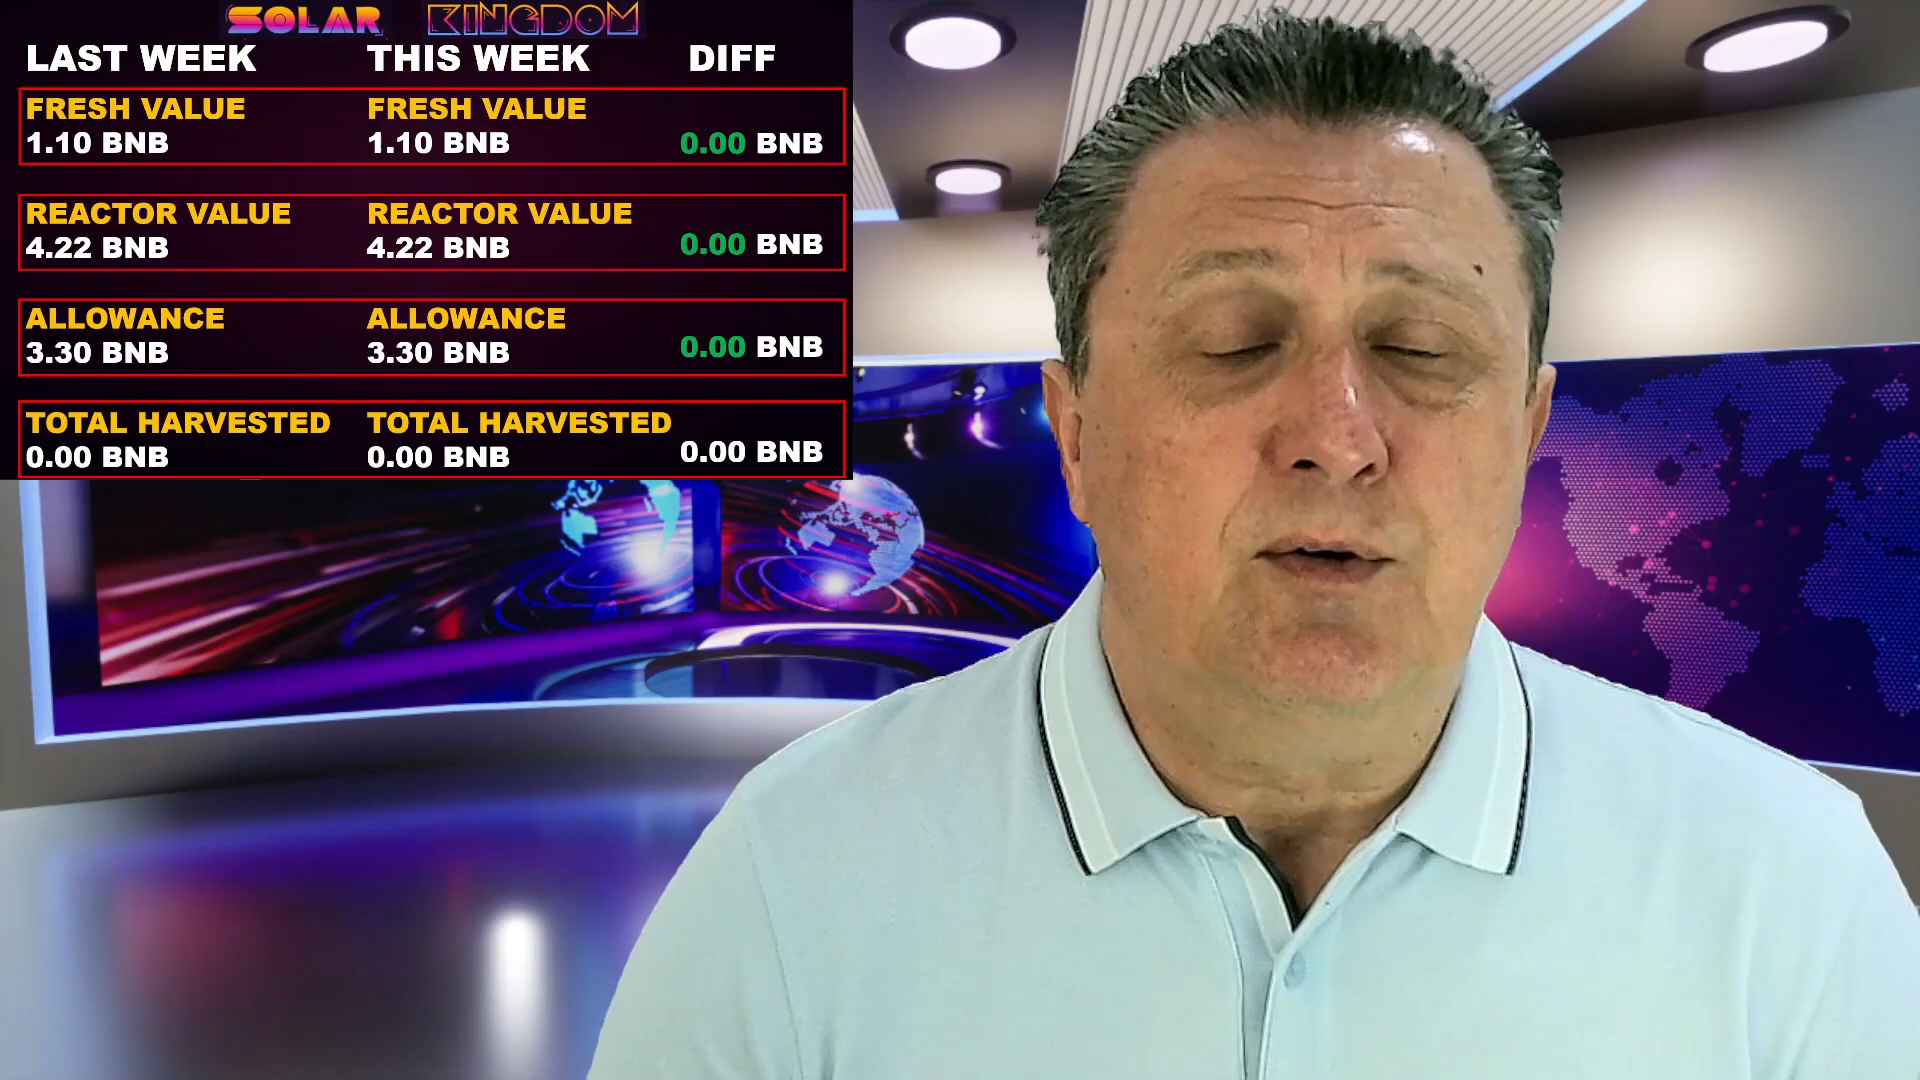 SOLAR KINGDOM
LAST WEEK THIS WEEK DIFF
FRESH VALUE FRESH VALUE
1.10 BNB 1.10 BNB 0.00 BNB
REACTOR VALUE REACTOR VALUE
4.22 BNB 4.22 BNB 0.00 BNB
ALLOWANCE ALLOWANCE
3.30 BNB 3.30 BNB 0.00 BNB
TOTAL HARVESTED TOTAL HARVESTED
0.00 BNB 0.00 BNB 0.00 BNB